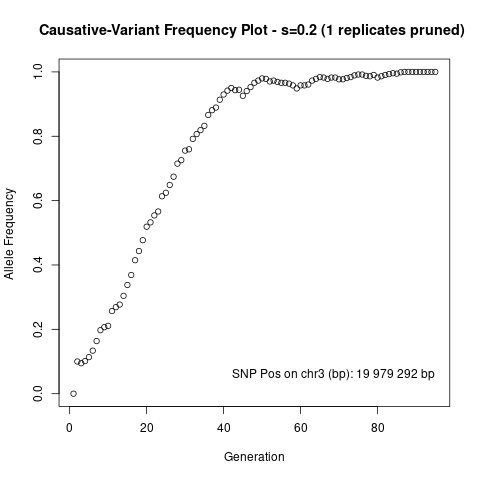 Causative-Variant Frequency Plot - s=0.2 (1 replicates pruned)
1.0
0.8
0.6
0.4
0.2
0.0
Allele Frequency
SNP Pos on chr3 (bp): 19 979 292 bp
0 20 40 60 80
Generation